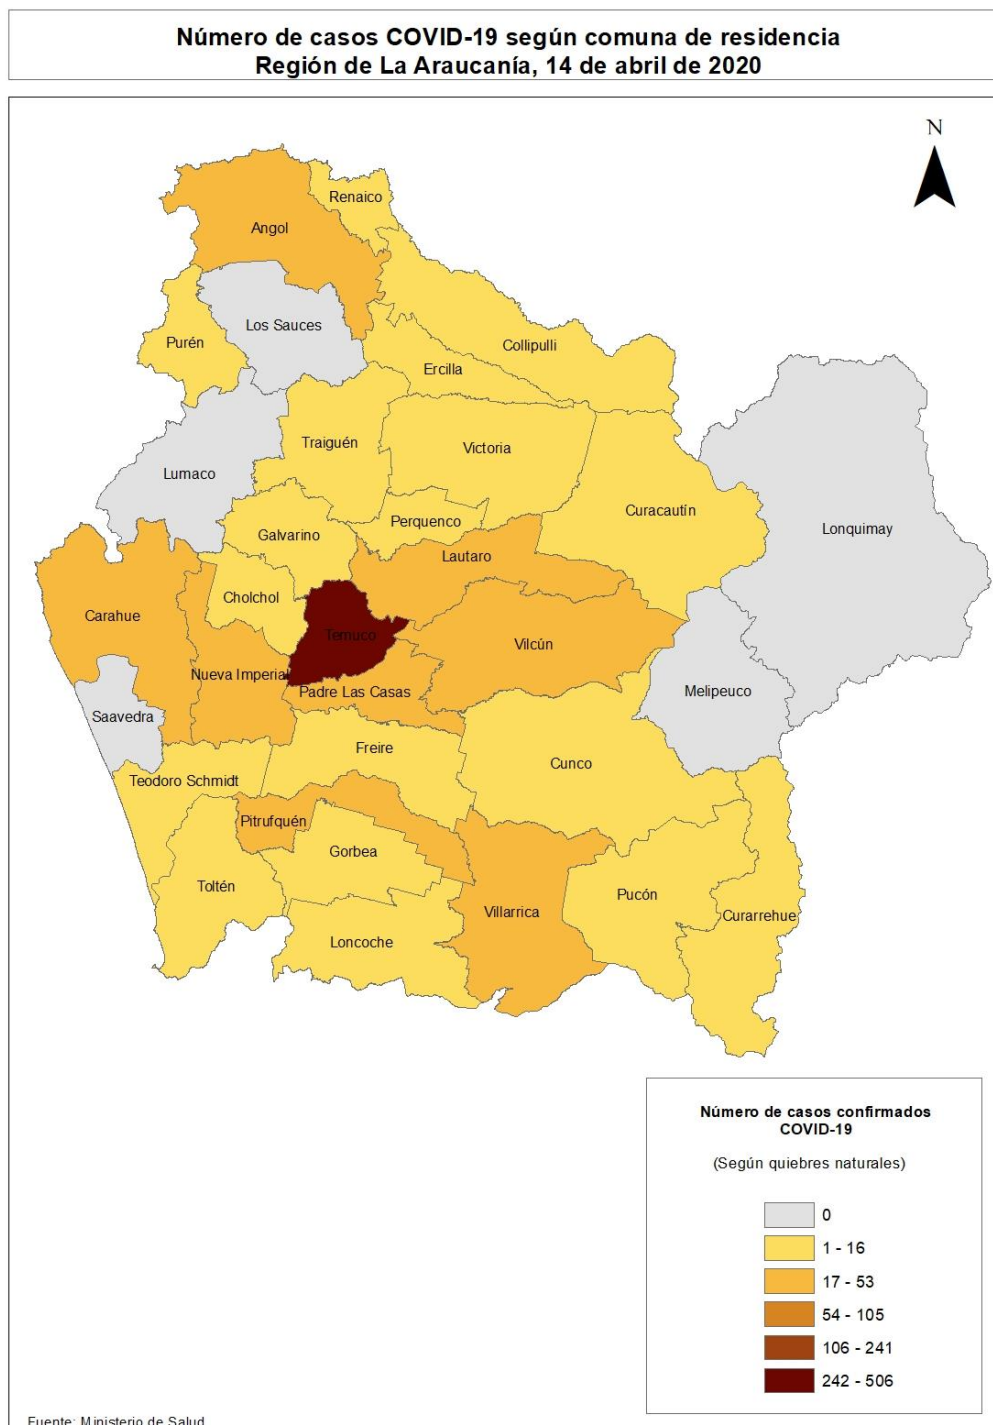 Número de casos COVID-19 según comuna de residencia
Región de La Araucanía, 14 de abril de 2020
N
Renaico
Angol
Los Sauces
Purén
Collipulli
Ercilla
Traiguén
Victoria
Lumaco
Curacautín
Perquenco
Galvarino
Lonquimay
Lautaro
Cholchol
Carahue
Temuco
Vilcún
Nueva Imperial
Padre Las Casas
Melipeuco
Saavedra
Freire
Cunco
Teodoro Schmidt
Pitrufquén
Gorbea
Toltén
Pucón
Villarrica
Curarrehue
Loncoche
Número de casos confirmados
COVID-19
(Según quiebres naturales)
0
1 - 16
17 - 53
54 - 105
106 - 241
242 - 506
Fuente: Ministerio de Salud